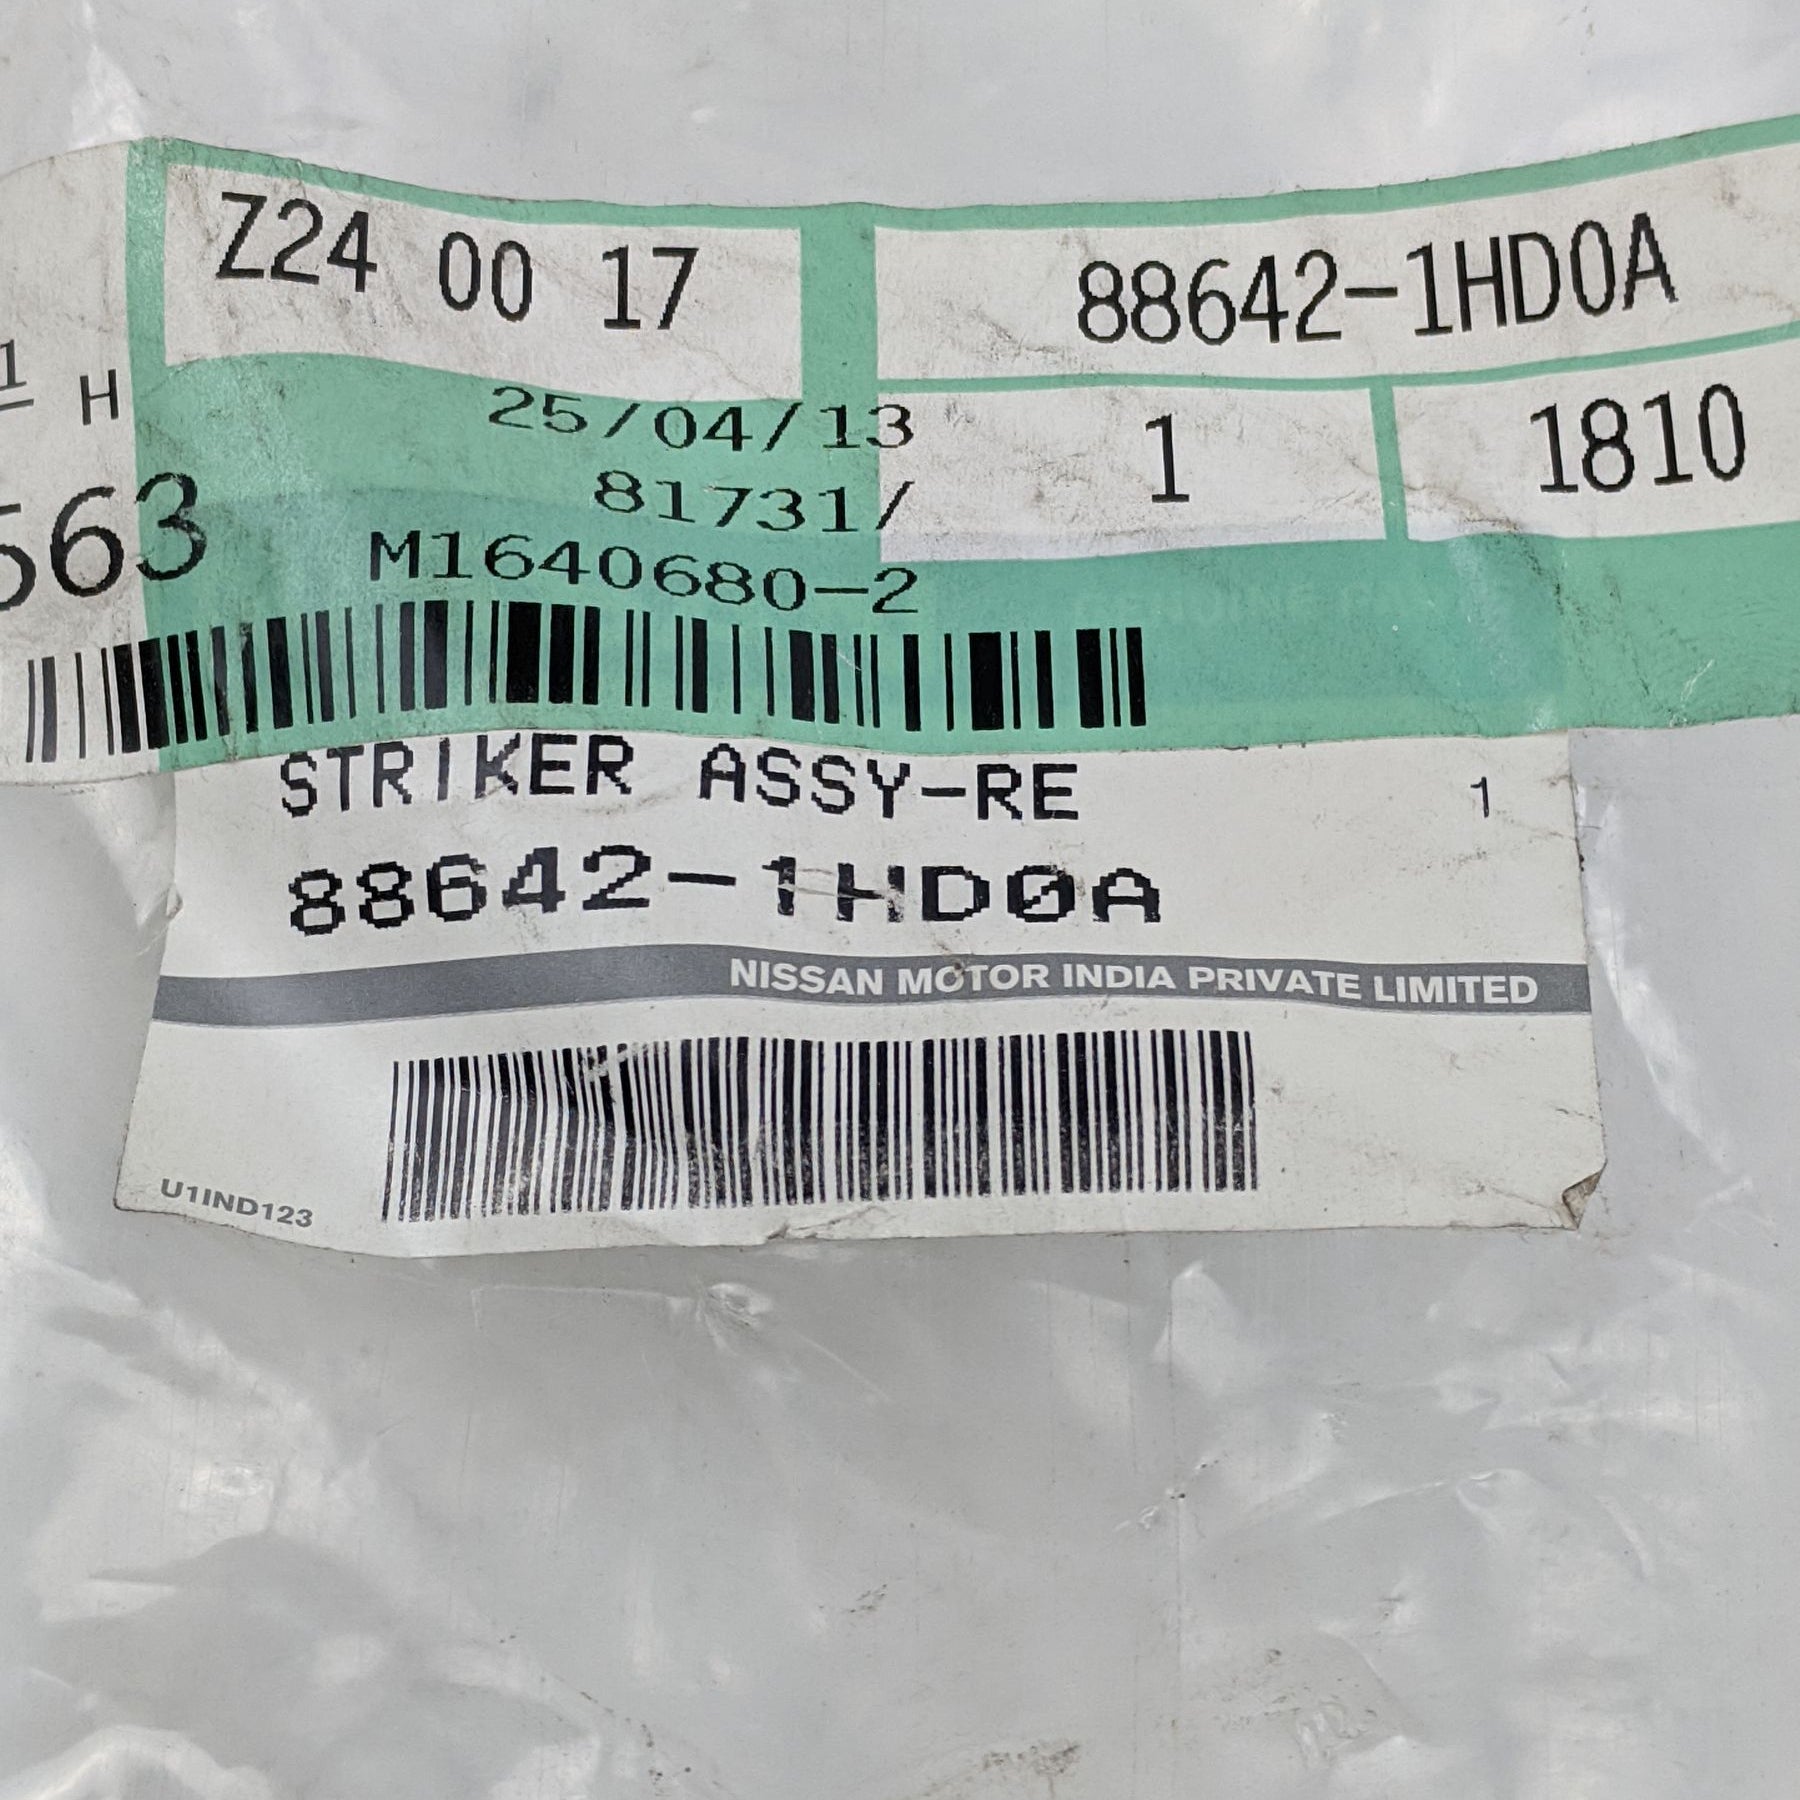 Z24 00 17
88642-1HD0A
1
H
25/04/13
1
1810
563
81731/
M1640680-2
STRIKER ASSY-RE
1
88642-1HD0A
NISSAN MOTOR INDIA PRIVATE LIMITED
U1IND123